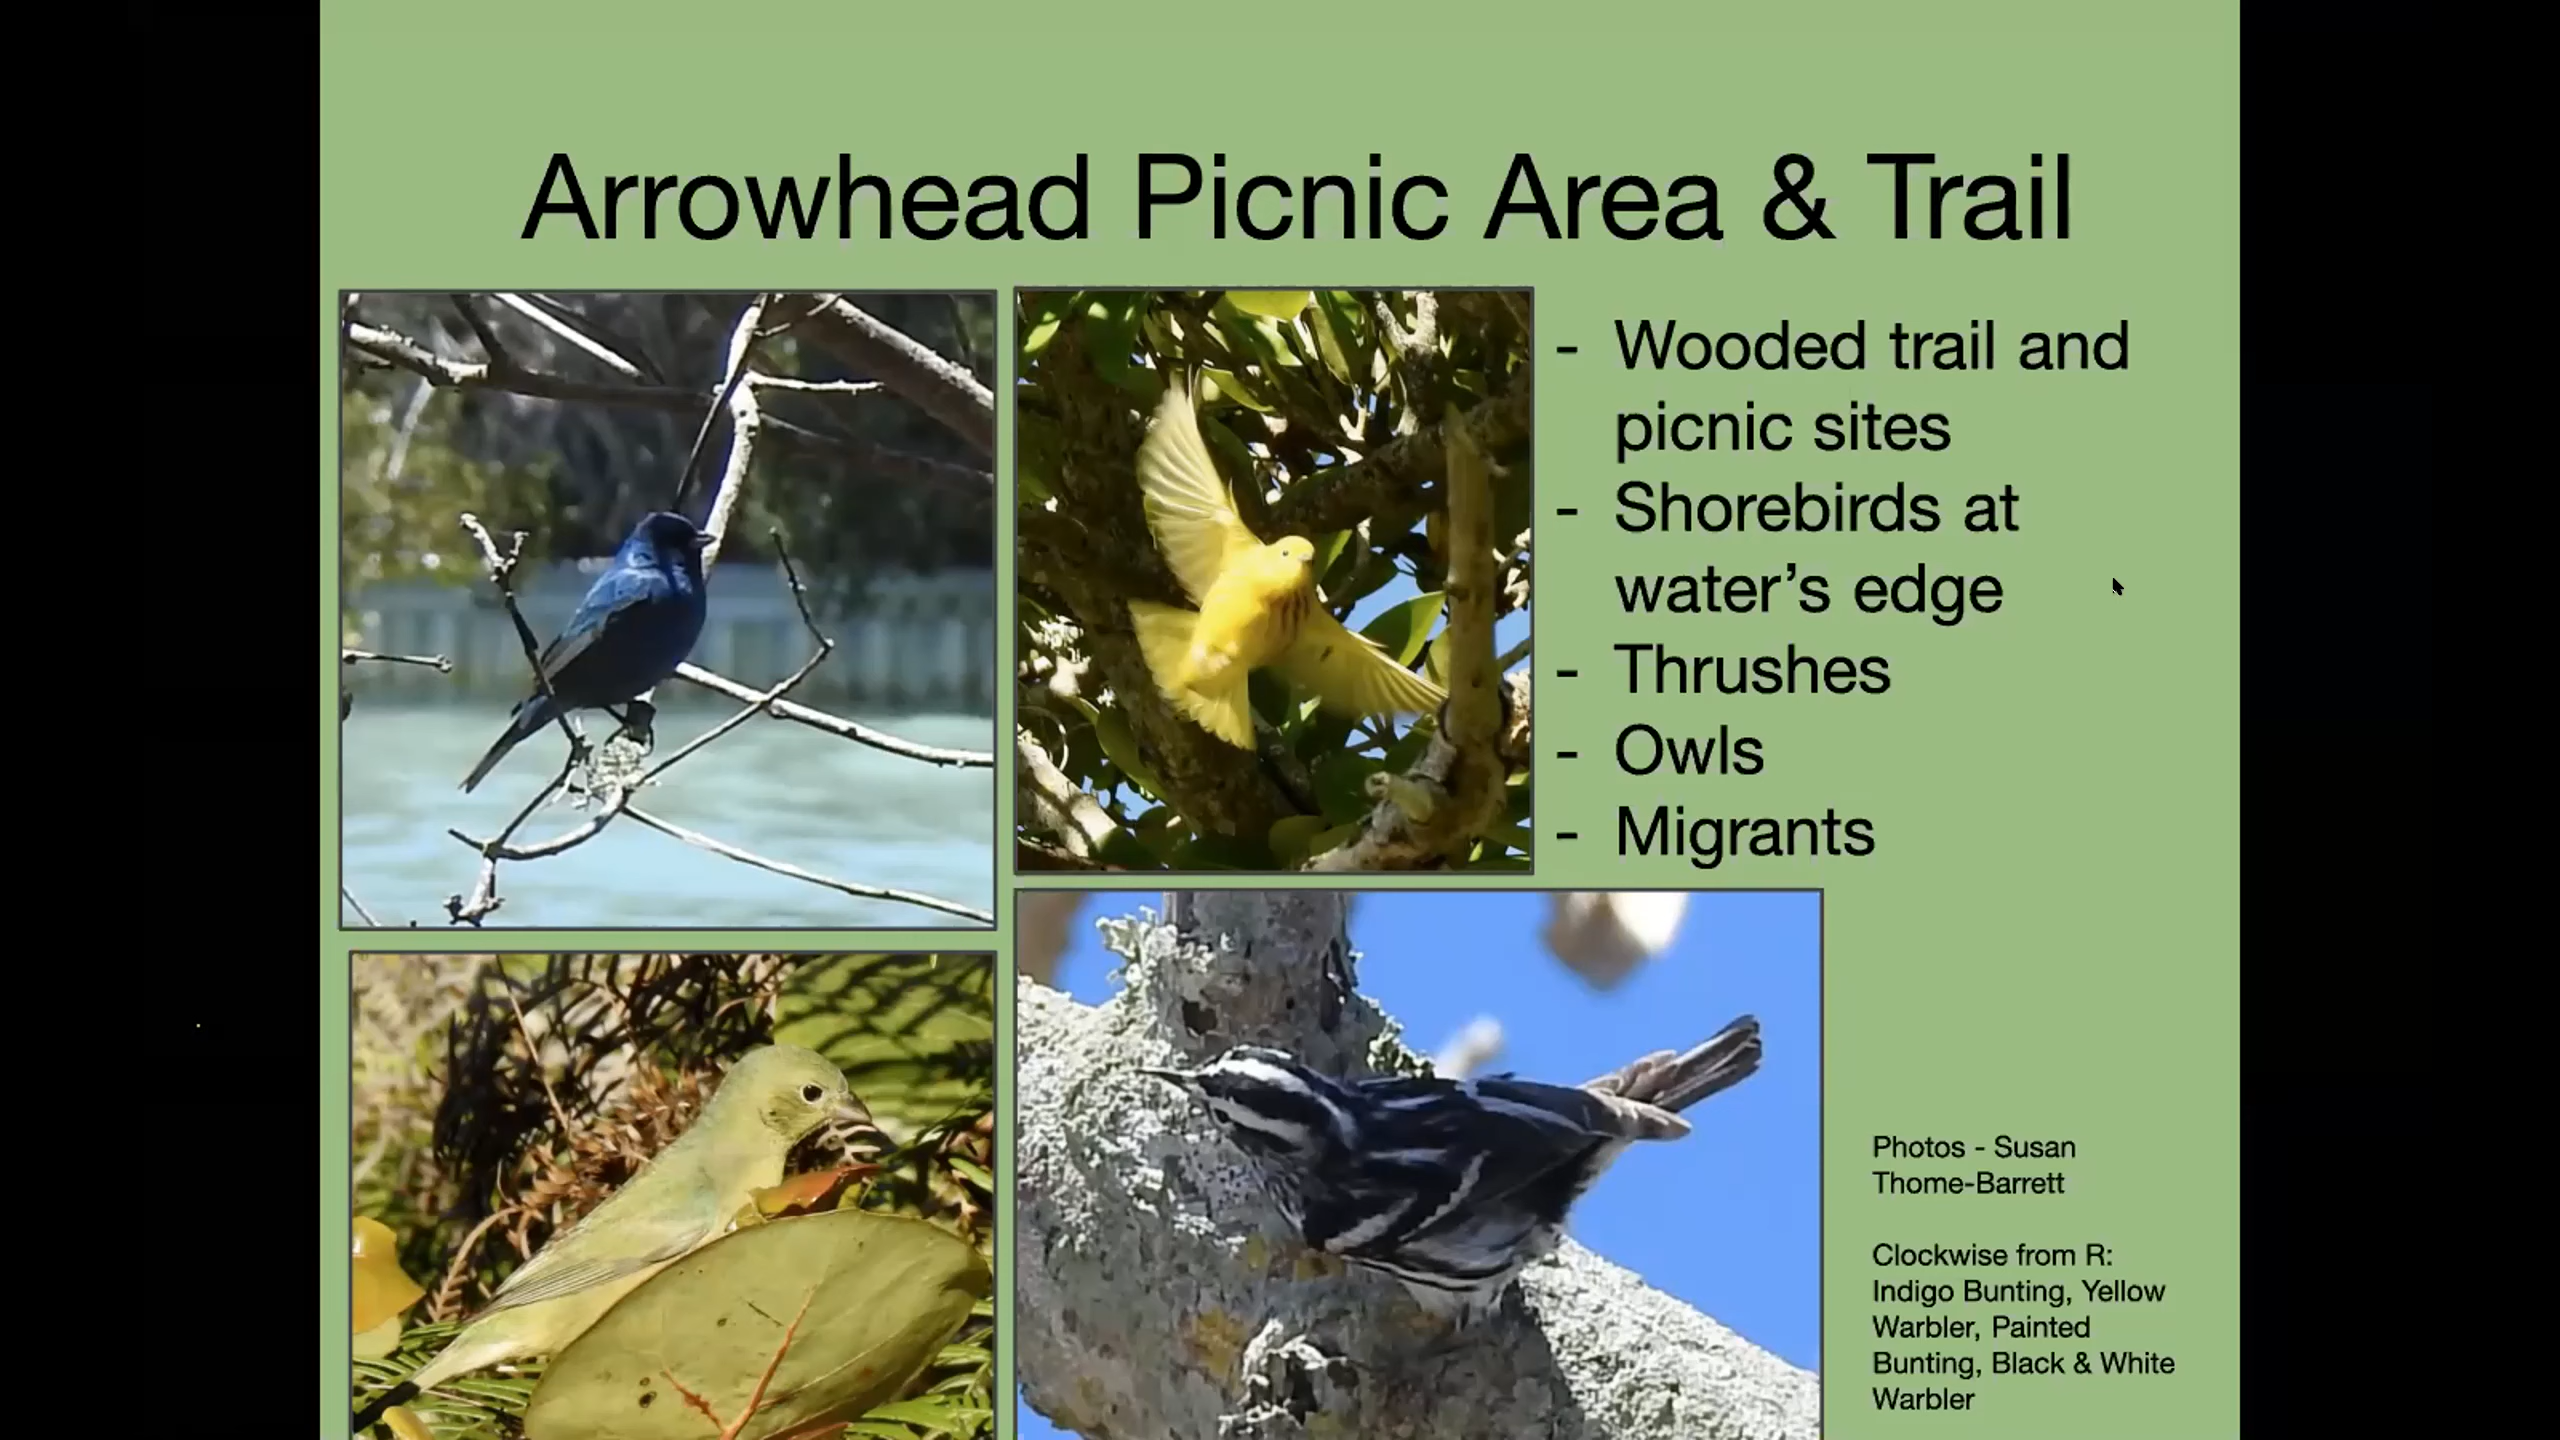 Arrowhead Picnic Area & Trail
- Wooded trail and
picnic sites
- Shorebirds at
water’s edge
- Thrushes
- Owls
- Migrants
Photos - Susan
Thome-Barrett
Clockwise from R:
Indigo Bunting, Yellow
Warbler, Painted
Bunting, Black & White
Warbler